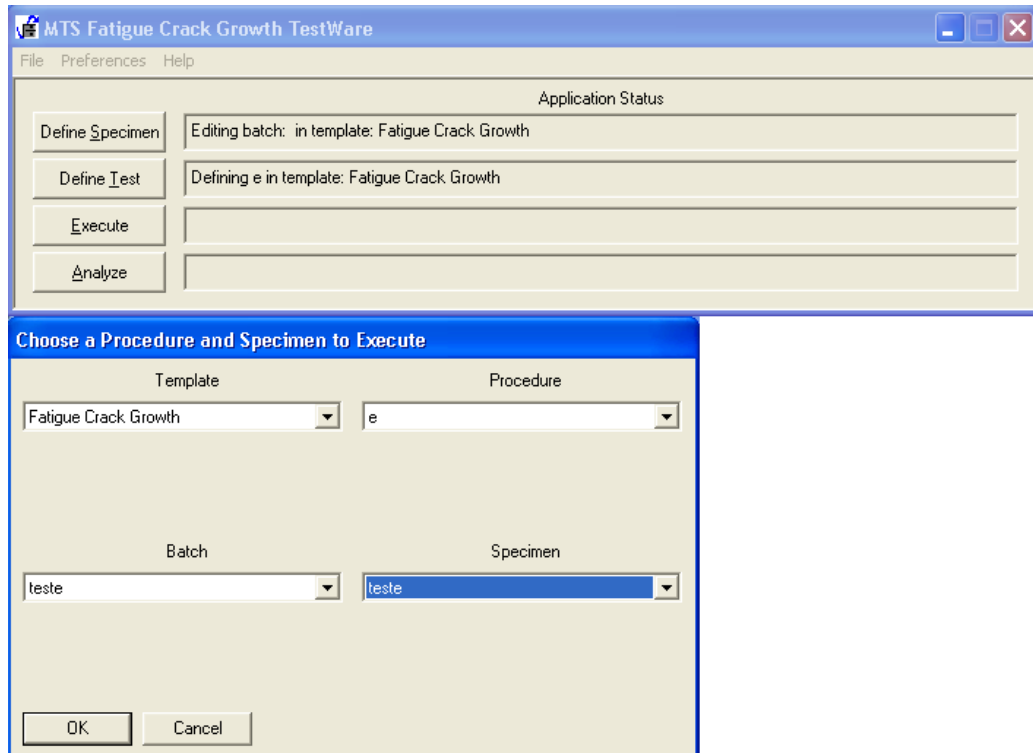 MTS Fatigue Crack Growth TestWare
File Preferences Help
Application Status
Define Specimen Editing batch: in template: Fatigue Crack Growth
Define Test Defining e in template: Fatigue Crack Growth
Execute
Analyze
Choose a Procedure and Specimen to Execute
Template Procedure
Fatigue Crack Growth e
Batch Specimen
teste teste
OK Cancel